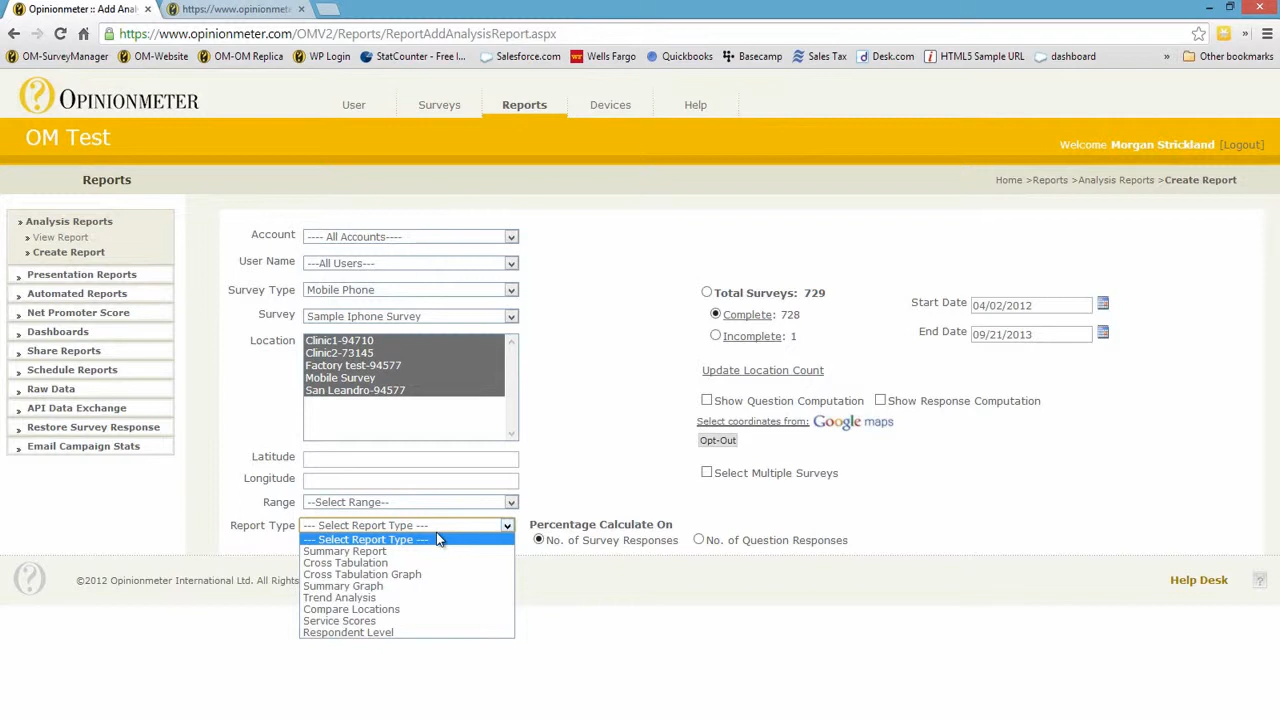 Opinionmeter :: Add Anal
https://www.opinionmet
https://www.opinionmeter.com/OMV2/Reports/ReportAddAnalysisReport.aspx
OM-SurveyManager OM-Website OM-OM Replica WP Login StatCounter - Free I... Salesforce.com Wells Fargo Quickbooks Basecamp Sales Tax Desk.com HTML5 Sample URL dashboard » Other bookmarks
OPINIONMETER
User Surveys Reports Devices Help
OM Test
Welcome Morgan Strickland [Logout]
Reports
Home >Reports >Analysis Reports >Create Report
Analysis Reports
View Report
Create Report
Presentation Reports
Automated Reports
Net Promoter Score
Dashboards
Share Reports
Schedule Reports
Raw Data
API Data Exchange
Restore Survey Response
Email Campaign Stats
Account ---- All Accounts----
User Name ---All Users---
Survey Type Mobile Phone
Survey Sample Iphone Survey
Location
Clinic1-94710
Clinic2-73145
Factory test-94577
Mobile Survey
San Leandro-94577
Latitude
Longitude
Range --Select Range--
Report Type --- Select Report Type ---
--- Select Report Type ---
Summary Report
Cross Tabulation
Cross Tabulation Graph
Summary Graph
Trend Analysis
Compare Locations
Service Scores
Respondent Level
Total Surveys: 729
Complete: 728
Incomplete: 1
Start Date 04/02/2012
End Date 09/21/2013
Update Location Count
Show Question Computation Show Response Computation
Select coordinates from: Google maps
Opt-Out
Select Multiple Surveys
Percentage Calculate On
No. of Survey Responses No. of Question Responses
©2012 Opinionmeter International Ltd. All Rights
Help Desk ?